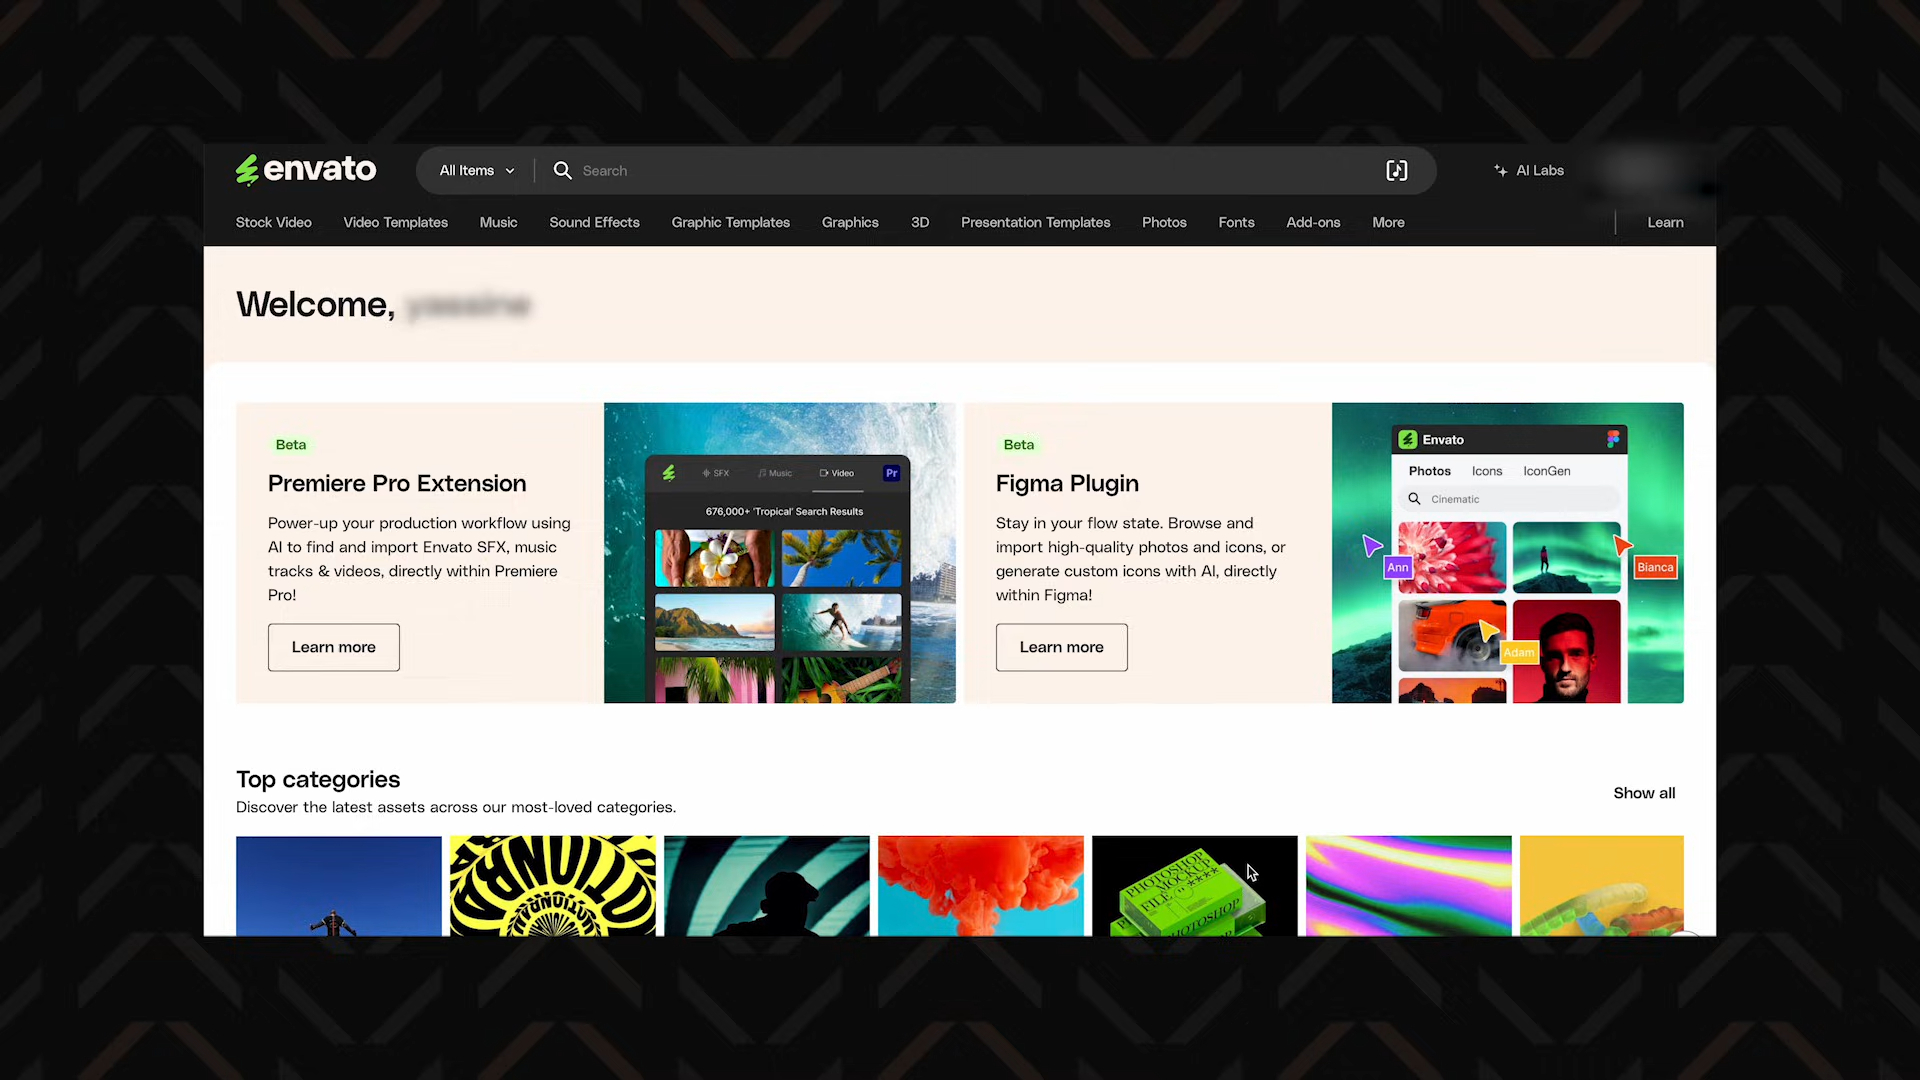 envato
All Items
Search
AI Labs
Stock Video
Video Templates
Music
Sound Effects
Graphic Templates
Graphics
3D
Presentation Templates
Photos
Fonts
Add-ons
More
Learn
Welcome,
Beta
Premiere Pro Extension
Power-up your production workflow using
AI to find and import Envato SFX, music
tracks & videos, directly within Premiere
Pro!
Learn more
SFX
Music
Video
Pr
676,000+ 'Tropical' Search Results
Beta
Figma Plugin
Stay in your flow state. Browse and
import high-quality photos and icons, or
generate custom icons with AI, directly
within Figma!
Learn more
Envato
Photos
Icons
IconGen
Cinematic
Ann
Bianca
Adam
Top categories
Discover the latest assets across our most-loved categories.
Show all
PHOTOSHOP
MOCKUP
FILE
PHOTOSHOP